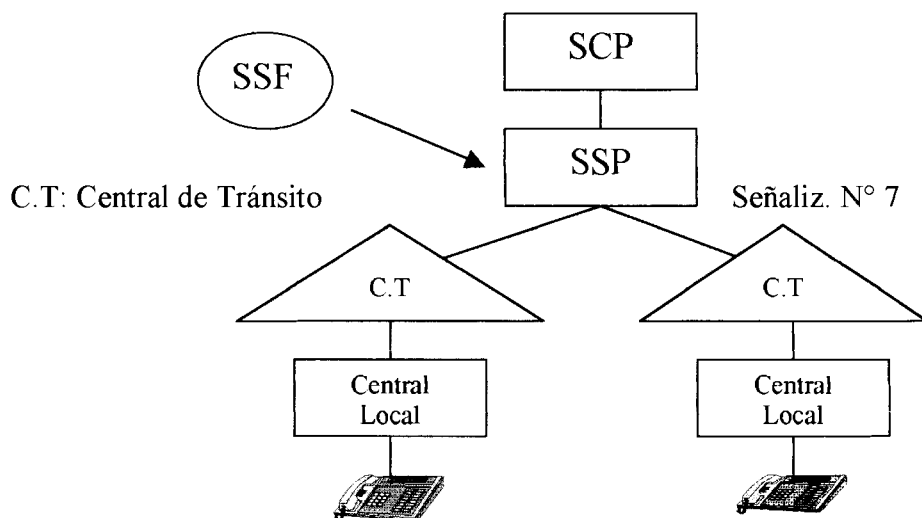 SCP
SSF
SSP
C.T: Central de Tránsito
Señaliz. N° 7
C.T
C.T
Central
Local
Central
Local